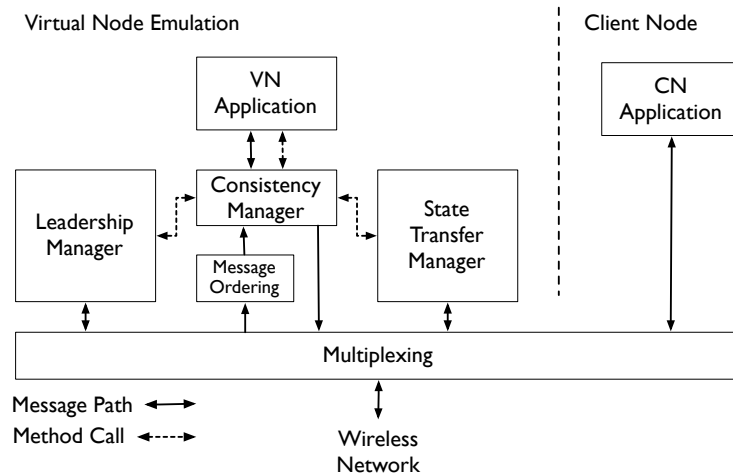 Virtual Node Emulation
Client Node
VN
Application
CN
Application
Leadership
Manager
Consistency
Manager
State
Transfer
Manager
Message
Ordering
Multiplexing
Message Path
Method Call
Wireless
Network